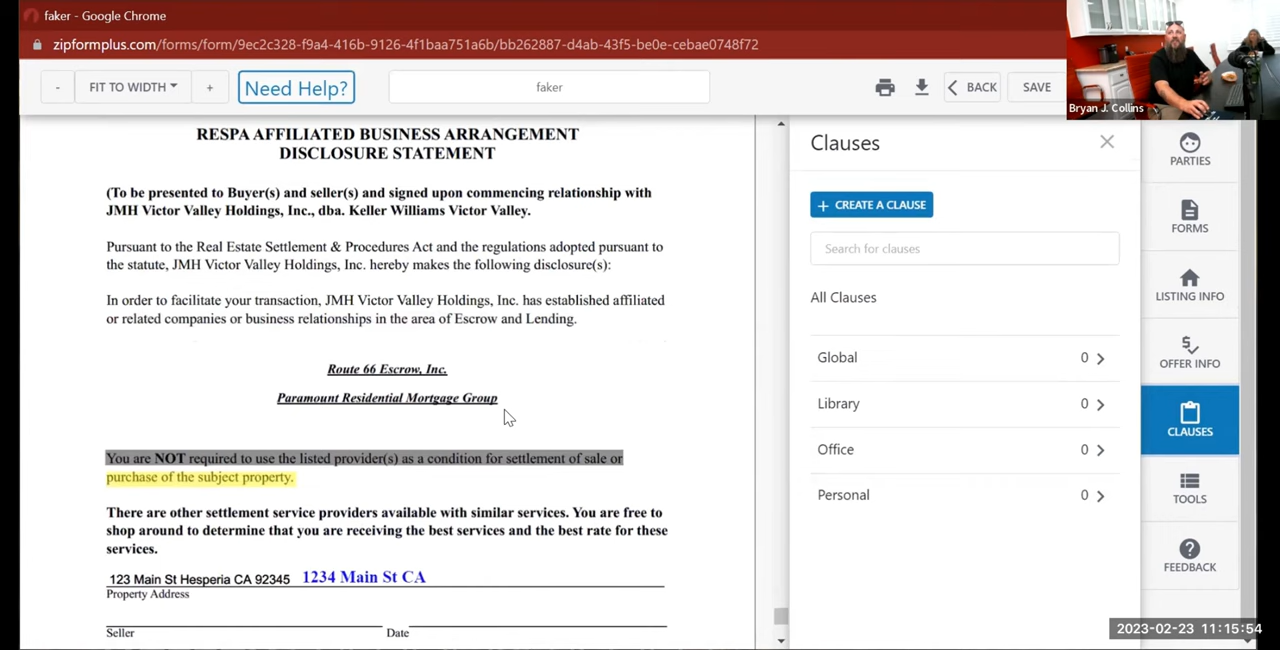 faker - Google Chrome
zipformplus.com/forms/form/9ec2c328-f9a4-416b-9126-4f1baa751a6b/bb262887-d4ab-43f5-be0e-cebae0748f72
- FIT TO WIDTH + Need Help? faker BACK SAVE
Bryan J. Collins
RESPA AFFILIATED BUSINESS ARRANGEMENT
DISCLOSURE STATEMENT
(To be presented to Buyer(s) and seller(s) and signed upon commencing relationship with
JMH Victor Valley Holdings, Inc., dba. Keller Williams Victor Valley.
Pursuant to the Real Estate Settlement & Procedures Act and the regulations adopted pursuant to
the statute, JMH Victor Valley Holdings, Inc. hereby makes the following disclosure(s):
In order to facilitate your transaction, JMH Victor Valley Holdings, Inc. has established affiliated
or related companies or business relationships in the area of Escrow and Lending.
Route 66 Escrow, Inc.
Paramount Residential Mortgage Group
You are NOT required to use the listed provider(s) as a condition for settlement of sale or
purchase of the subject property.
There are other settlement service providers available with similar services. You are free to
shop around to determine that you are receiving the best services and the best rate for these
services.
123 Main St Hesperia CA 92345 1234 Main St CA
Property Address
Seller Date
Clauses
+ CREATE A CLAUSE
Search for clauses
All Clauses
Global 0
Library 0
Office 0
Personal 0
PARTIES
FORMS
LISTING INFO
OFFER INFO
CLAUSES
TOOLS
FEEDBACK
2023-02-23 11:15:54